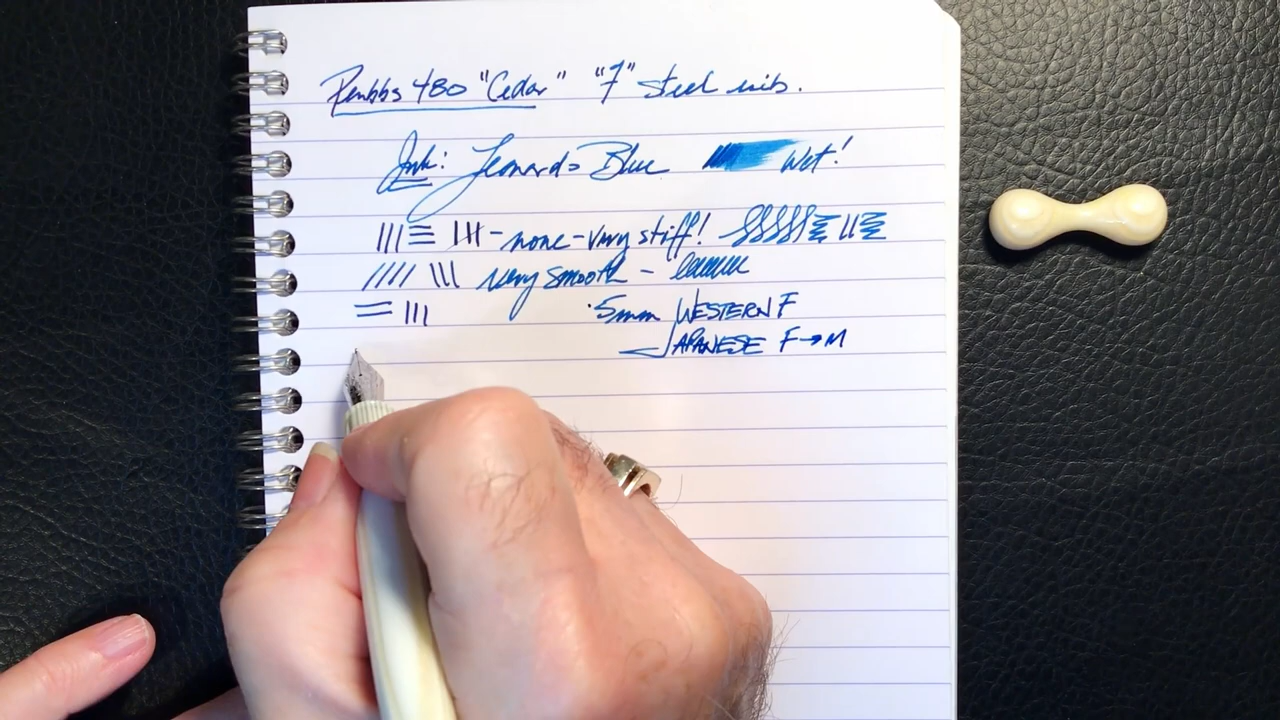 Penbbs 480 "Cedar" "F" steel nib.
Ink: Leonardo Blue Wet!
- none - very stiff!
very smooth -
.5mm WESTERN F
JAPANESE F→M